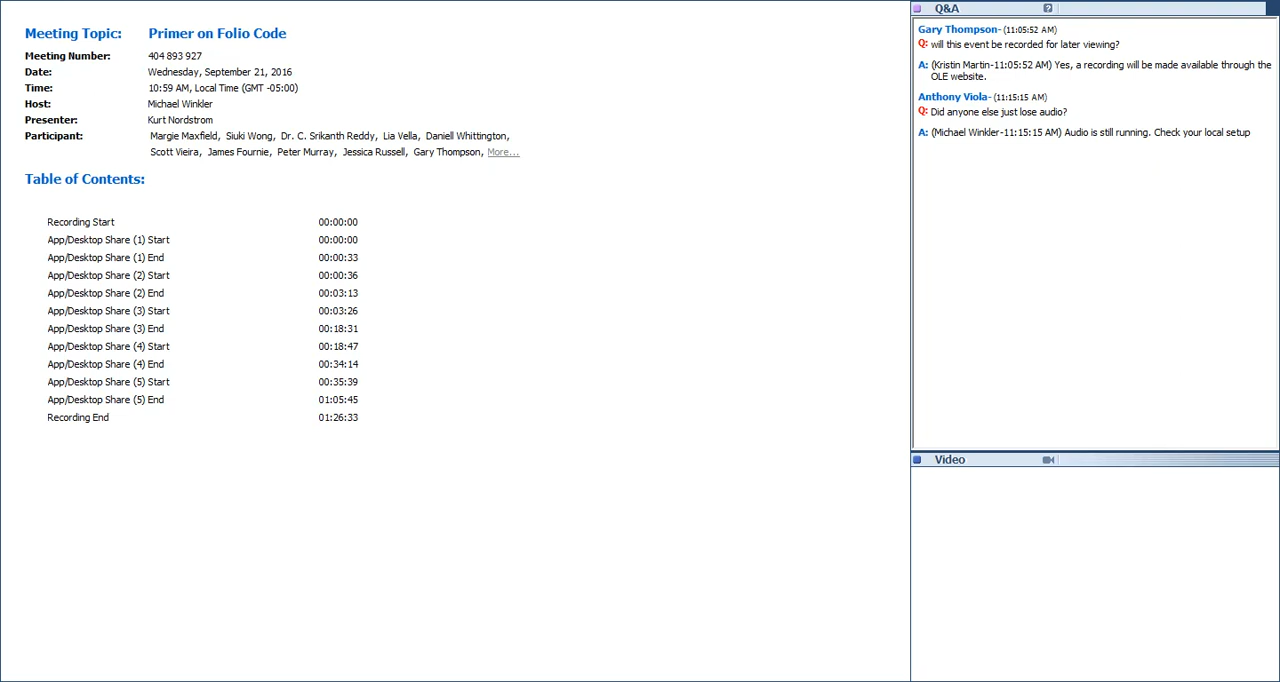 Meeting Topic: Primer on Folio Code
Meeting Number: 404 893 927
Date: Wednesday, September 21, 2016
Time: 10:59 AM, Local Time (GMT -05:00)
Host: Michael Winkler
Presenter: Kurt Nordstrom
Participant: Margie Maxfield, Siuki Wong, Dr. C. Srikanth Reddy, Lia Vella, Daniell Whittington,
Scott Vieira, James Fournie, Peter Murray, Jessica Russell, Gary Thompson, More...
Table of Contents:
Recording Start 00:00:00
App/Desktop Share (1) Start 00:00:00
App/Desktop Share (1) End 00:00:33
App/Desktop Share (2) Start 00:00:36
App/Desktop Share (2) End 00:03:13
App/Desktop Share (3) Start 00:03:26
App/Desktop Share (3) End 00:18:31
App/Desktop Share (4) Start 00:18:47
App/Desktop Share (4) End 00:34:14
App/Desktop Share (5) Start 00:35:39
App/Desktop Share (5) End 01:05:45
Recording End 01:26:33
Q&A
Gary Thompson- (11:05:52 AM)
Q: will this event be recorded for later viewing?
A: (Kristin Martin-11:05:52 AM) Yes, a recording will be made available through the
OLE website.
Anthony Viola- (11:15:15 AM)
Q: Did anyone else just lose audio?
A: (Michael Winkler-11:15:15 AM) Audio is still running. Check your local setup
Video